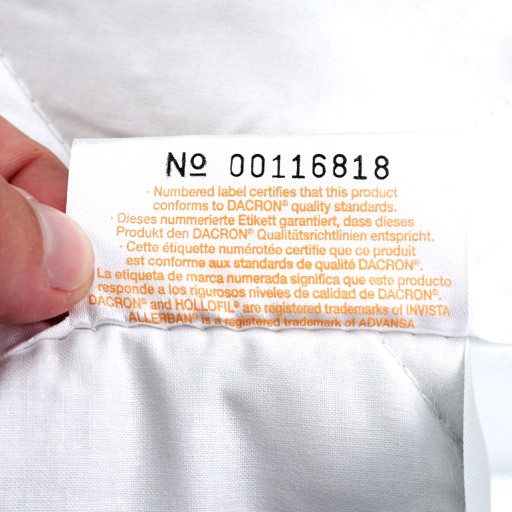 Nº 00116818
· Numbered label certifies that this product
conforms to DACRON® quality standards.
· Dieses nummerierte Etikett garantiert, dass dieses
Produkt den DACRON® Qualitätsrichtlinien entspricht.
· Cette étiquette numérotée certifie que ce produit
est conforme aux standards de qualité DACRON®.
La etiqueta de marca numerada significa que este producto
responde a los rigurosos niveles de calidad de DACRON®.
DACRON® and HOLLOFIL® are registered trademarks of INVISTA
ALLERBAN® is a registered trademark of ADVANSA